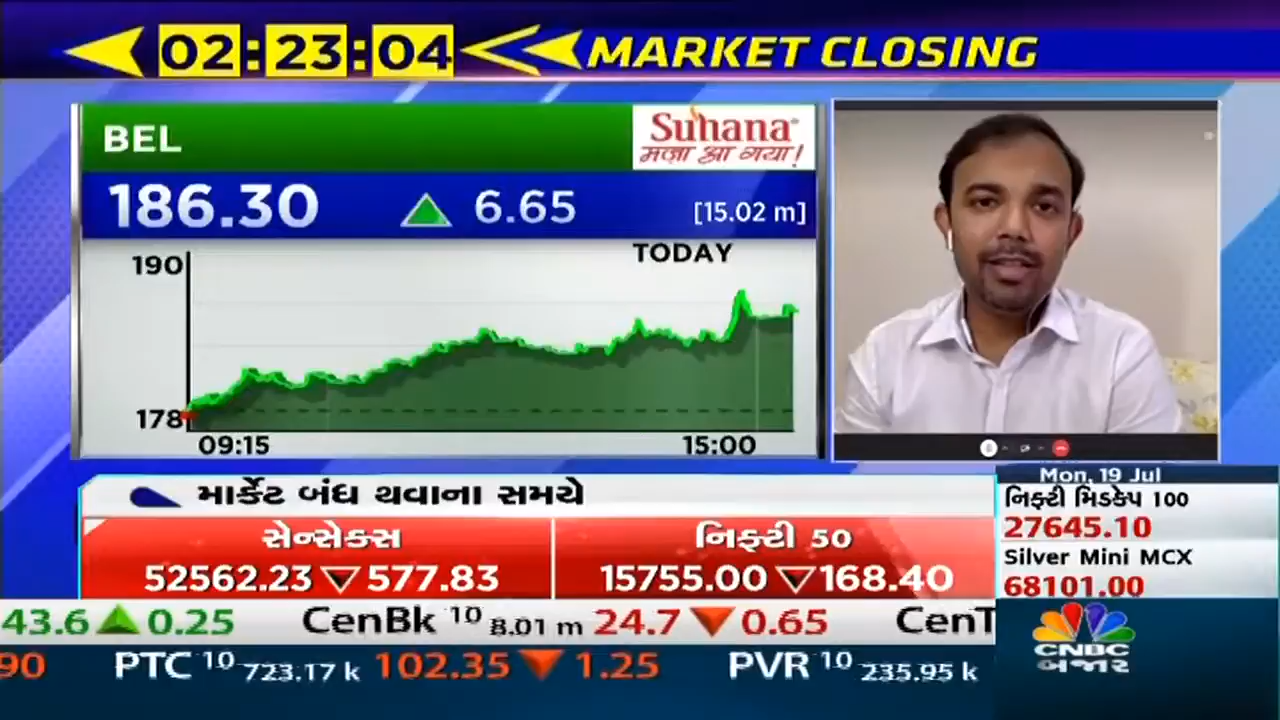 02:23:04 MARKET CLOSING
BEL
Suhana
मज़ा आ गया!
186.30 6.65 [15.02 m]
TODAY
190
178
09:15 15:00
માર્કેટ બંધ થવાના સમયે
સેન્સેક્સ
52562.23 577.83
નિફ્ટી 50
15755.00 168.40
Mon, 19 Jul
નિફ્ટી મિડકેપ 100
27645.10
Silver Mini MCX
68101.00
43.6 0.25 CenBk 10 8.01 m 24.7 0.65 CenT
90 PTC 10 723.17 k 102.35 1.25 PVR 10 235.95 k
CNBC
બજાર